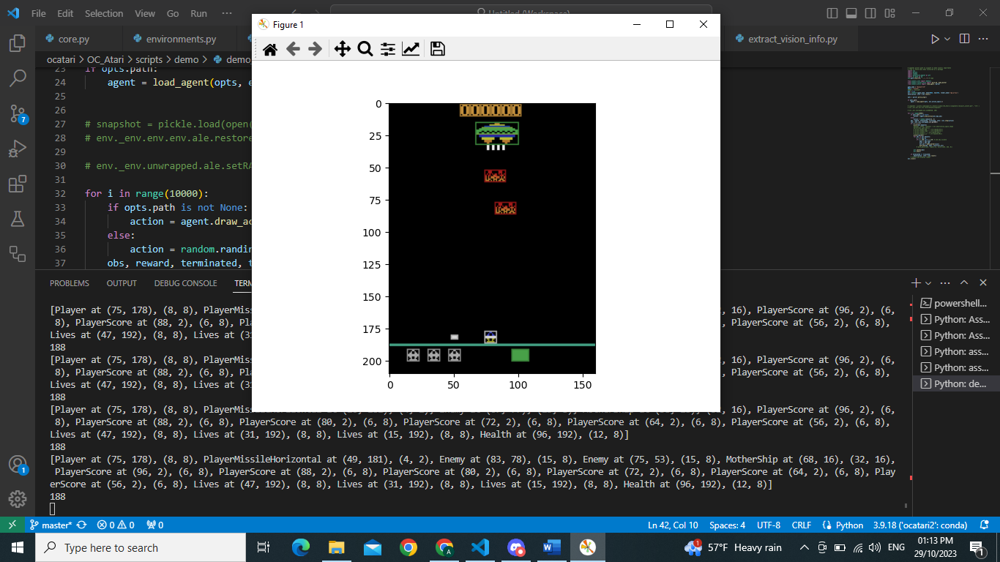 File Edit Selection View Go Run ···
Untitled (Workspace)
Figure 1
core.py
environments.py
extract_vision_info.py
ocatari > OC_Atari > scripts > demo > demo_
23 if opts.path:
24 agent = load_agent(opts, e
25
26
27 # snapshot = pickle.load(open(
28 # env._env.env.env.ale.restore
29
30 # env._env.unwrapped.ale.setRA
31
32 for i in range(10000):
33 if opts.path is not None:
34 action = agent.draw_ac
35 else:
36 action = random.randin
37 obs, reward, terminated, t
0
25
50
75
100
125
150
175
200
0 50 100 150
PROBLEMS OUTPUT DEBUG CONSOLE TERM
powershell...
Python: Ass...
Python: Ass...
Python: ass...
Python: ass...
Python: de...
[Player at (75, 178), (8, 8), PlayerMiss 16), PlayerScore at (96, 2), (6,
8), PlayerScore at (88, 2), (6, 8), Pla PlayerScore at (56, 2), (6, 8),
Lives at (47, 192), (8, 8), Lives at (31
188
[Player at (75, 178), (8, 8), PlayerMiss 16), PlayerScore at (96, 2), (6,
8), PlayerScore at (88, 2), (6, 8), Pla PlayerScore at (56, 2), (6, 8),
Lives at (47, 192), (8, 8), Lives at (31
188
[Player at (75, 178), (8, 8), 16), PlayerScore at (96, 2), (6,
8), PlayerScore at (88, 2), (6, 8), PlayerScore at (80, 2), (6, 8), PlayerScore at (72, 2), (6, 8), PlayerScore at (64, 2), (6, 8), PlayerScore at (56, 2), (6, 8),
Lives at (47, 192), (8, 8), Lives at (31, 192), (8, 8), Lives at (15, 192), (8, 8), Health at (96, 192), (12, 8)]
188
[Player at (75, 178), (8, 8), PlayerMissileHorizontal at (49, 181), (4, 2), Enemy at (83, 78), (15, 8), Enemy at (75, 53), (15, 8), MotherShip at (68, 16), (32, 16),
PlayerScore at (96, 2), (6, 8), PlayerScore at (88, 2), (6, 8), PlayerScore at (80, 2), (6, 8), PlayerScore at (72, 2), (6, 8), PlayerScore at (64, 2), (6, 8), Play
erScore at (56, 2), (6, 8), Lives at (47, 192), (8, 8), Lives at (31, 192), (8, 8), Lives at (15, 192), (8, 8), Health at (96, 192), (12, 8)]
188
7
1
master* 0 0 0 Ln 42, Col 10 Spaces: 4 UTF-8 CRLF Python 3.9.18 ('ocatari2': conda)
Type here to search
57°F Heavy rain
ENG
01:13 PM
29/10/2023
1